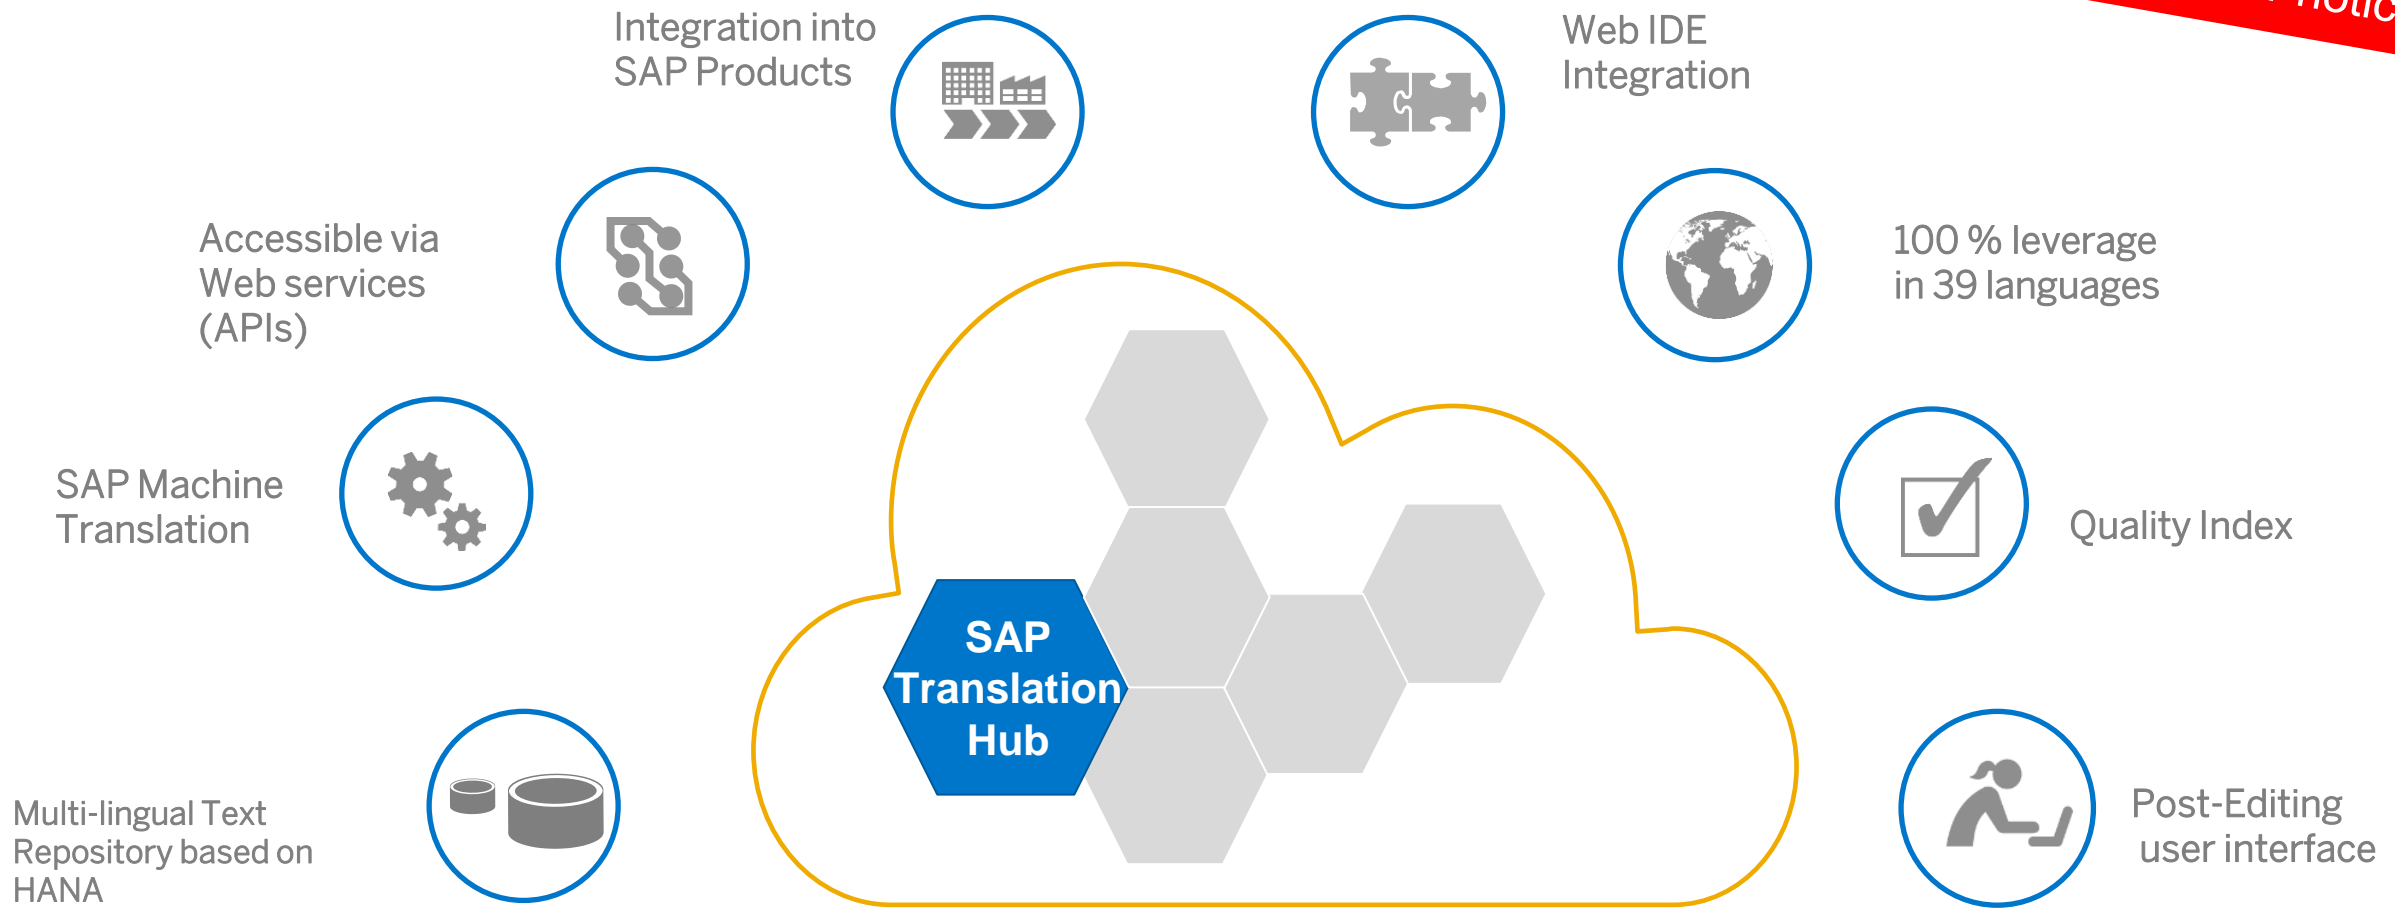 Integration into
SAP Products
Web IDE
Integration
Accessible via
Web services
(APIs)
100 % leverage
in 39 languages
SAP Machine
Translation
Quality Index
SAP
Translation
Hub
Multi-lingual Text
Repository based on
HANA
Post-Editing
user interface